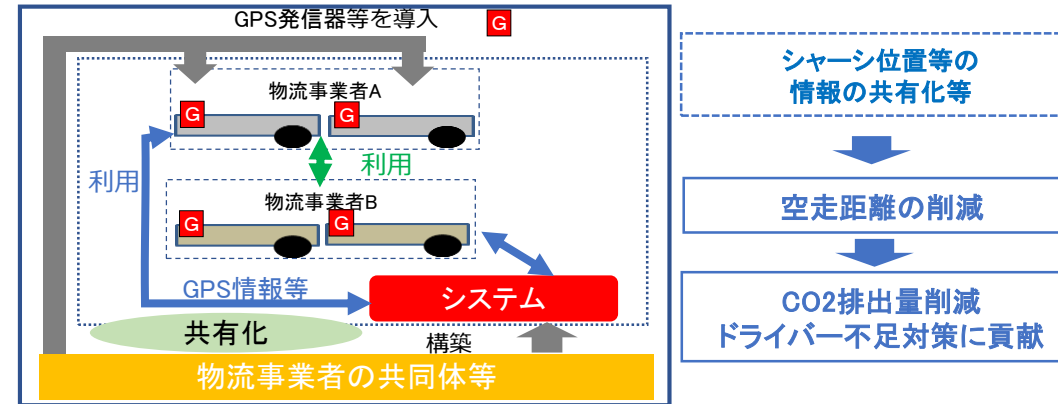 GPS発信器等を導入
G
物流事業者A
G
G
利用
利用
物流事業者B
G
G
GPS情報等
システム
共有化
構築
物流事業者の共同体等
シャーシ位置等の
情報の共有化等
空走距離の削減
CO2排出量削減
ドライバー不足対策に貢献